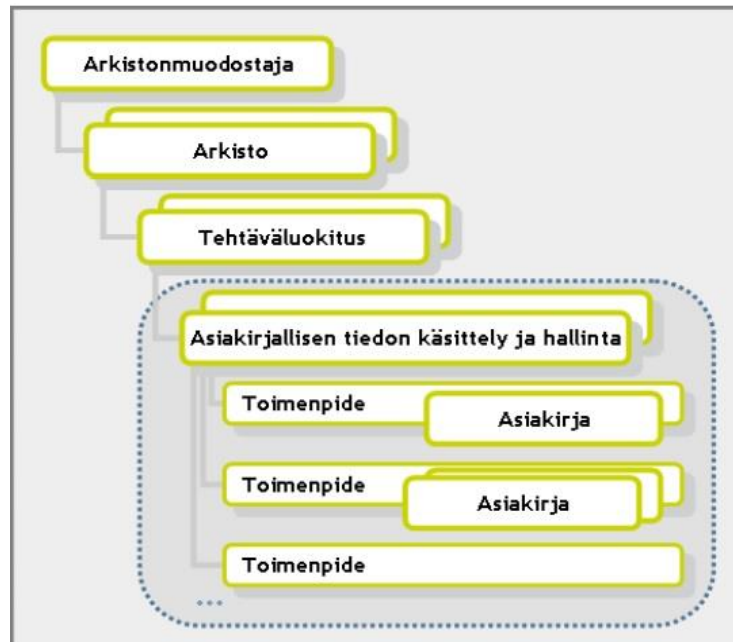 Arkistonmuodostaja
Arkisto
Tehtäväluokitus
Asiakirjallisen tiedon käsittely ja hallinta
Toimenpide
Asiakirja
Toimenpide
Asiakirja
Toimenpide
...